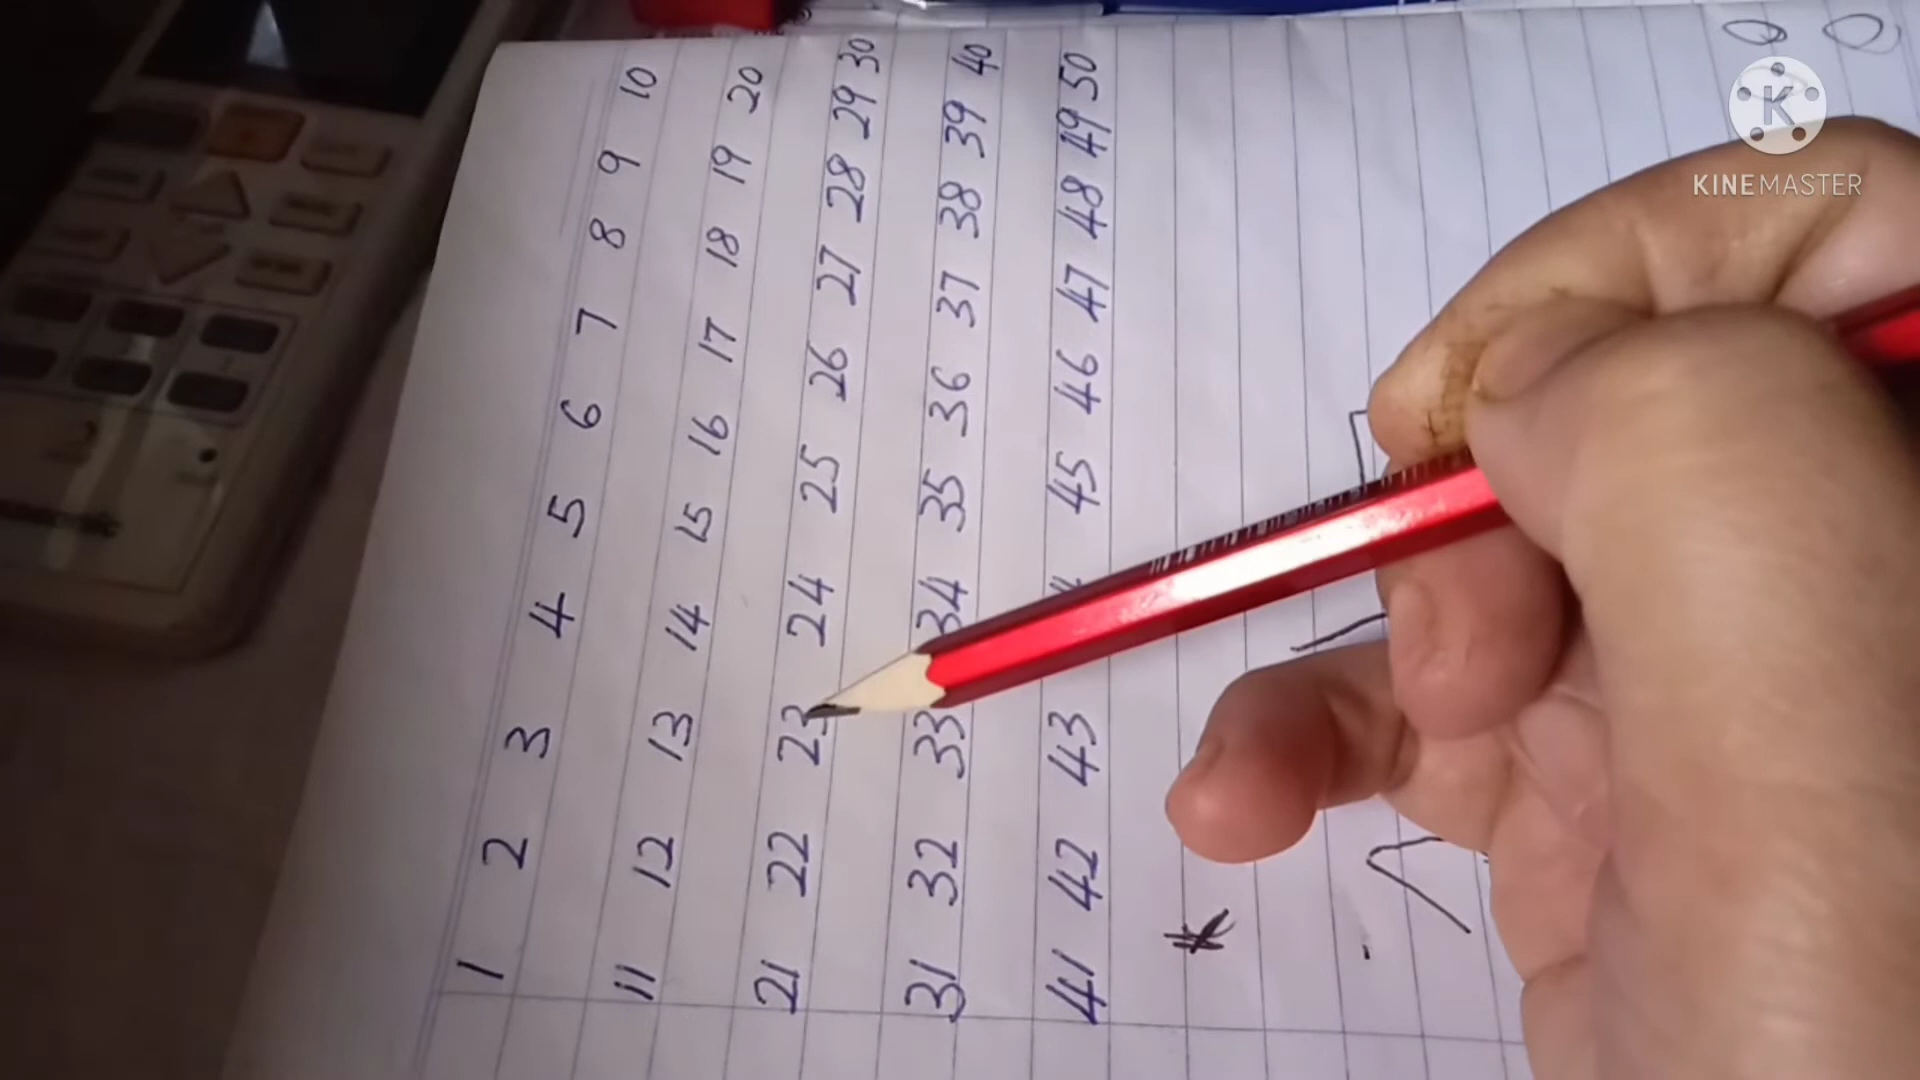 1 2 3 4 5 6 7 8 9 10
11 12 13 14 15 16 17 18 19 20
21 22 23 24 25 26 27 28 29 30
31 32 33 34 35 36 37 38 39 40
41 42 43 4 45 46 47 48 49 50
K
KINEMASTER